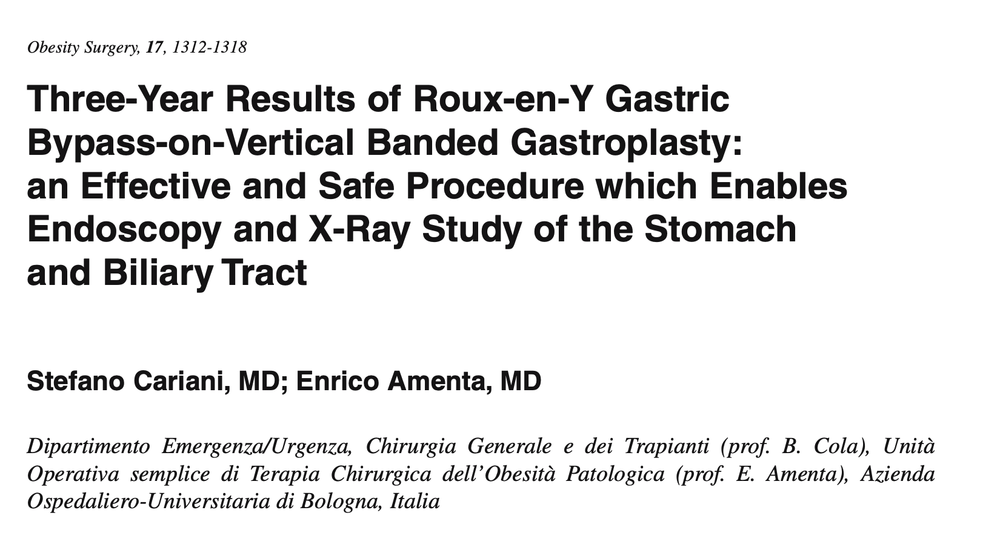 Obesity Surgery, 17, 1312-1318
Three-Year Results of Roux-en-Y Gastric
Bypass-on-Vertical Banded Gastroplasty:
an Effective and Safe Procedure which Enables
Endoscopy and X-Ray Study of the Stomach
and Biliary Tract
Stefano Cariani, MD; Enrico Amenta, MD
Dipartimento Emergenza/Urgenza, Chirurgia Generale e dei Trapianti (prof. B. Cola), Unità
Operativa semplice di Terapia Chirurgica dell’Obesità Patologica (prof. E. Amenta), Azienda
Ospedaliero-Universitaria di Bologna, Italia